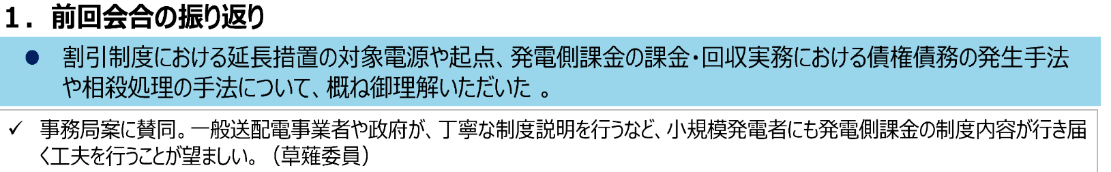 １．前回会合の振り返り
● 割引制度における延長措置の対象電源や起点、発電側課金の課金・回収実務における債権債務の発生手法
や相殺処理の手法について、概ね御理解いただいた 。
✓ 事務局案に賛同。一般送配電事業者や政府が、丁寧な制度説明を行うなど、小規模発電者にも発電側課金の制度内容が行き届
く工夫を行うことが望ましい。（草薙委員）